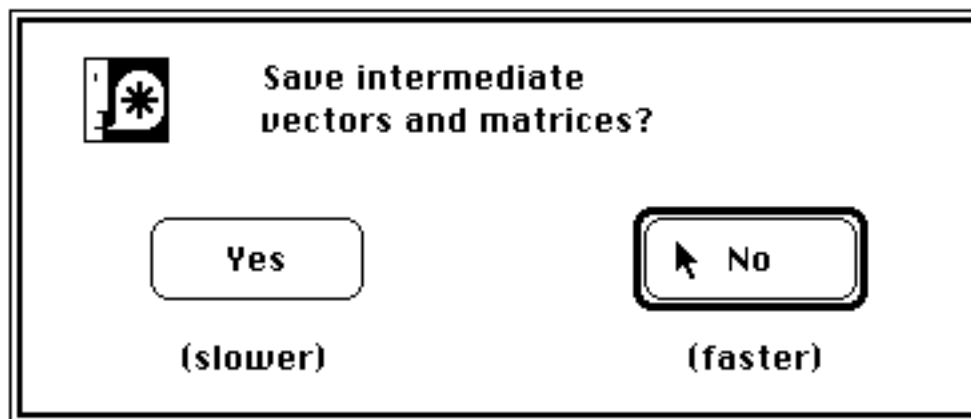 Save intermediate
vectors and matrices?
Yes
No
(slower)
(faster)